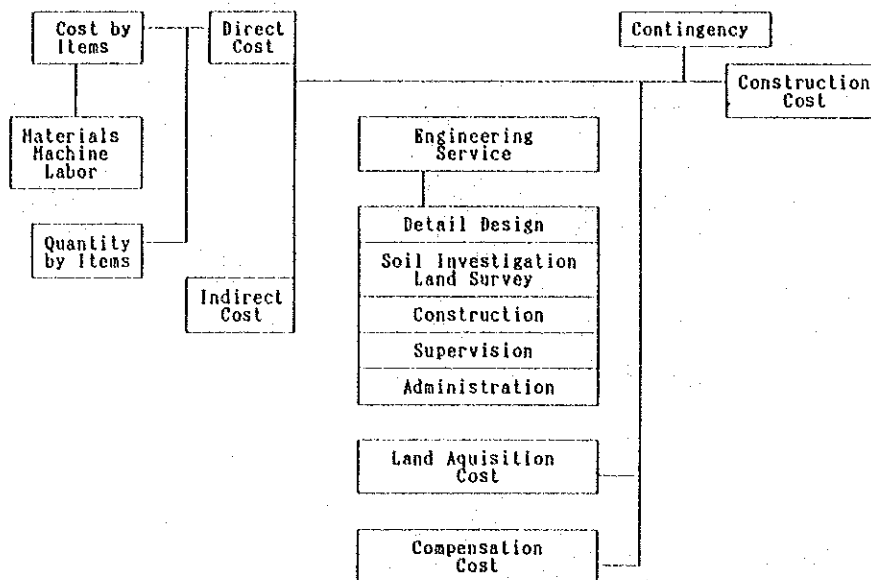 Cost by
Items
Direct
Cost
Contingency
Construction
Cost
Materials
Machine
Labor
Engineering
Service
Quantity
by Items
Detail Design
Soil Investigation
Land Survey
Indirect
Cost
Construction
Supervision
Administration
Land Aquisition
Cost
Compensation
Cost